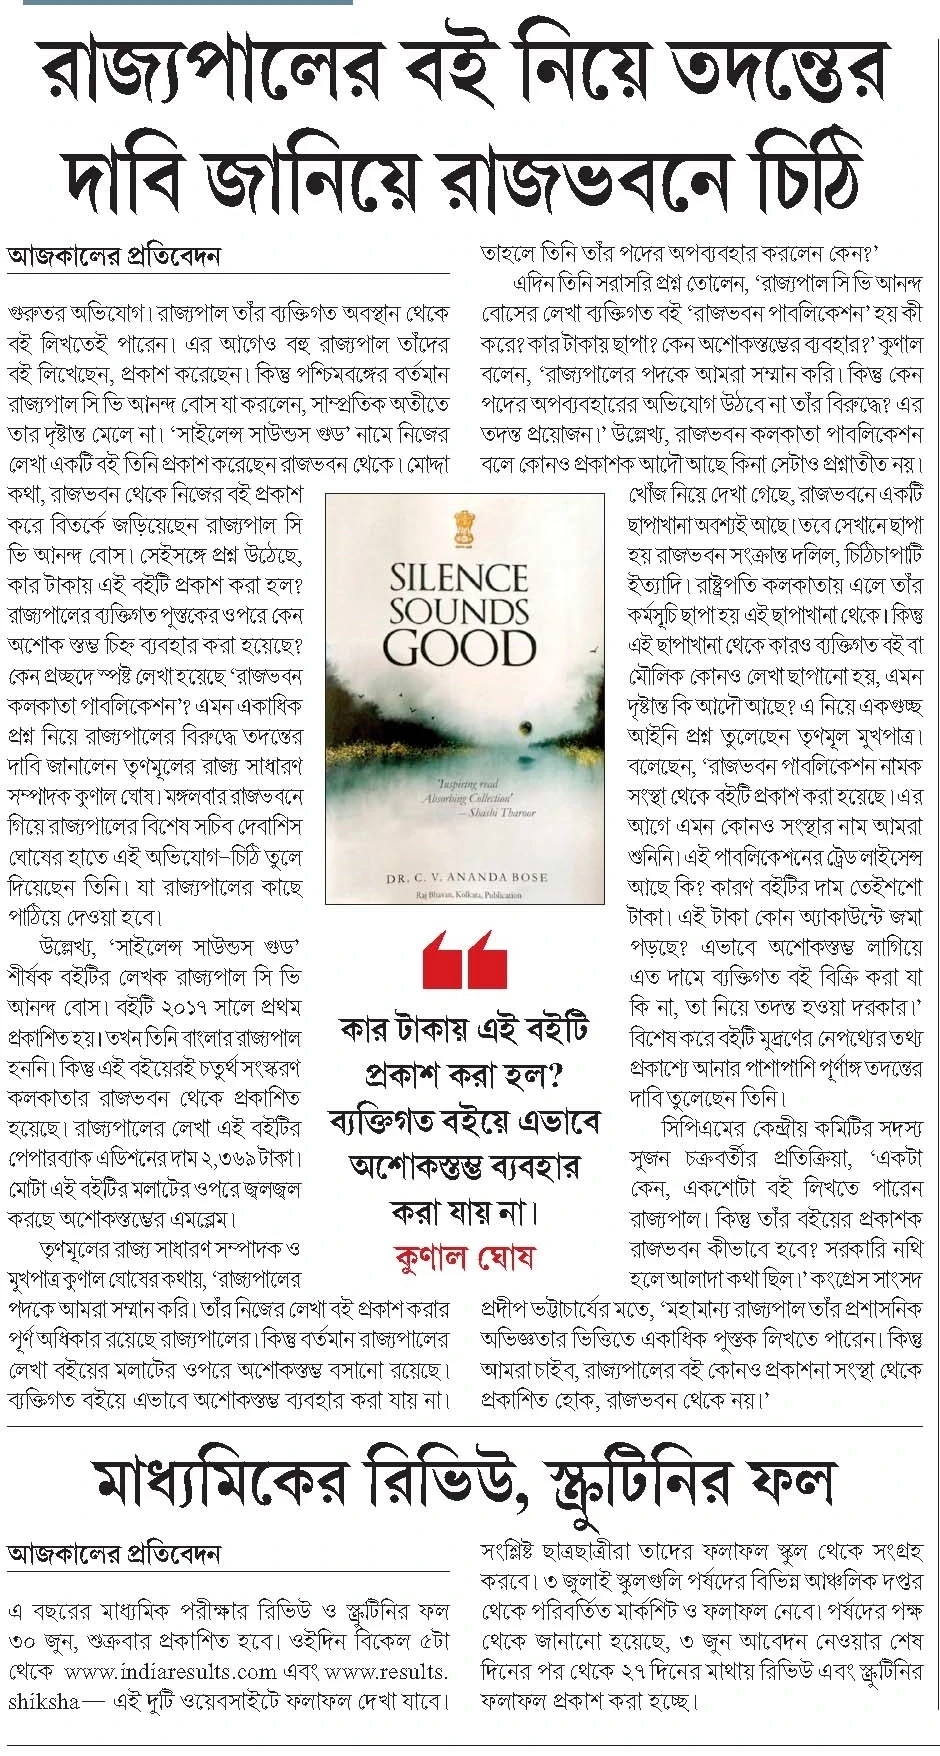 রাজ্যপালের বই নিয়ে তদন্তের
দাবি জানিয়ে রাজভবনে চিঠি
আজকালের প্রতিবেদন
গুরুতর অভিযোগ। রাজ্যপাল তাঁর ব্যক্তিগত অবস্থান থেকে
বই লিখতেই পারেন। এর আগেও বহু রাজ্যপাল তাঁদের
বই লিখেছেন, প্রকাশ করেছেন। কিন্তু পশ্চিমবঙ্গের বর্তমান
রাজ্যপাল সি ভি আনন্দ বোস যা করলেন, সাম্প্রতিক অতীতে
তার দৃষ্টান্ত মেলে না। ‘সাইলেন্স সাউন্ডস গুড’ নামে নিজের
লেখা একটি বই তিনি প্রকাশ করেছেন রাজভবন থেকে। মোদ্দা
কথা, রাজভবন থেকে নিজের বই প্রকাশ
করে বিতর্কে জড়িয়েছেন রাজ্যপাল সি
ভি আনন্দ বোস। সেইসঙ্গে প্রশ্ন উঠেছে,
কার টাকায় এই বইটি প্রকাশ করা হল?
রাজ্যপালের ব্যক্তিগত পুস্তকের ওপরে কেন
অশোক স্তম্ভ চিহ্ন ব্যবহার করা হয়েছে?
কেন প্রচ্ছদে স্পষ্ট লেখা হয়েছে ‘রাজভবন
কলকাতা পাবলিকেশন’? এমন একাধিক
প্রশ্ন নিয়ে রাজ্যপালের বিরুদ্ধে তদন্তের
দাবি জানালেন তৃণমূলের রাজ্য সাধারণ
সম্পাদক কুণাল ঘোষ। মঙ্গলবার রাজভবনে
গিয়ে রাজ্যপালের বিশেষ সচিব দেবাশিস
ঘোষের হাতে এই অভিযোগ–চিঠি তুলে
দিয়েছেন তিনি। যা রাজ্যপালের কাছে
পাঠিয়ে দেওয়া হবে।
উল্লেখ্য, ‘সাইলেন্স সাউন্ডস গুড’
শীর্ষক বইটির লেখক রাজ্যপাল সি ভি
আনন্দ বোস। বইটি ২০১৭ সালে প্রথম
প্রকাশিত হয়। তখন তিনি বাংলার রাজ্যপাল
হননি। কিন্তু এই বইয়েরই চতুর্থ সংস্করণ
কলকাতার রাজভবন থেকে প্রকাশিত
হয়েছে। রাজ্যপালের লেখা এই বইটির
পেপারব্যাক এডিশনের দাম ২,৩৬৯ টাকা।
মোটা এই বইটির মলাটের ওপরে জ্বলজ্বল
করছে অশোকস্তম্ভের এমব্লেম।
তৃণমূলের রাজ্য সাধারণ সম্পাদক ও
মুখপাত্র কুণাল ঘোষের কথায়, ‘রাজ্যপালের
পদকে আমরা সম্মান করি। তাঁর নিজের লেখা বই প্রকাশ করার
পূর্ণ অধিকার রয়েছে রাজ্যপালের। কিন্তু বর্তমান রাজ্যপালের
লেখা বইয়ের মলাটের ওপরে অশোকস্তম্ভ বসানো রয়েছে।
ব্যক্তিগত বইয়ে এভাবে অশোকস্তম্ভ ব্যবহার করা যায় না।
SILENCE
SOUNDS
GOOD
'Inspiring read
Absorbing Collection'
— Shashi Tharoor
DR. C. V. ANANDA BOSE
Raj Bhavan, Kolkata, Publication
কার টাকায় এই বইটি
প্রকাশ করা হল?
ব্যক্তিগত বইয়ে এভাবে
অশোকস্তম্ভ ব্যবহার
করা যায় না।
কুণাল ঘোষ
তাহলে তিনি তাঁর পদের অপব্যবহার করলেন কেন?’
এদিন তিনি সরাসরি প্রশ্ন তোলেন, ‘রাজ্যপাল সি ভি আনন্দ
বোসের লেখা ব্যক্তিগত বই ‘রাজভবন পাবলিকেশন’ হয় কী
করে? কার টাকায় ছাপা? কেন অশোকস্তম্ভের ব্যবহার?’ কুণাল
বলেন, ‘রাজ্যপালের পদকে আমরা সম্মান করি। কিন্তু কেন
পদের অপব্যবহারের অভিযোগ উঠবে না তাঁর বিরুদ্ধে? এর
তদন্ত প্রয়োজন।’ উল্লেখ্য, রাজভবন কলকাতা পাবলিকেশন
বলে কোনও প্রকাশক আদৌ আছে কিনা সেটাও প্রশ্নাতীত নয়।
খোঁজ নিয়ে দেখা গেছে, রাজভবনে একটি
ছাপাখানা অবশ্যই আছে। তবে সেখানে ছাপা
হয় রাজভবন সংক্রান্ত দলিল, চিঠিচাপাটি
ইত্যাদি। রাষ্ট্রপতি কলকাতায় এলে তাঁর
কর্মসূচি ছাপা হয় এই ছাপাখানা থেকে। কিন্তু
এই ছাপাখানা থেকে কারও ব্যক্তিগত বই বা
মৌলিক কোনও লেখা ছাপানো হয়, এমন
দৃষ্টান্ত কি আদৌ আছে? এ নিয়ে একগুচ্ছ
আইনি প্রশ্ন তুলেছেন তৃণমূল মুখপাত্র।
বলেছেন, ‘রাজভবন পাবলিকেশন নামক
সংস্থা থেকে বইটি প্রকাশ করা হয়েছে। এর
আগে এমন কোনও সংস্থার নাম আমরা
শুনিনি। এই পাবলিকেশনের ট্রেড লাইসেন্স
আছে কি? কারণ বইটির দাম তেইশশো
টাকা। এই টাকা কোন অ্যাকাউন্টে জমা
পড়ছে? এভাবে অশোকস্তম্ভ লাগিয়ে
এত দামে ব্যক্তিগত বই বিক্রি করা যা
কি না, তা নিয়ে তদন্ত হওয়া দরকার।’
বিশেষ করে বইটি মুদ্রণের নেপথ্যের তথ্য
প্রকাশ্যে আনার পাশাপাশি পূর্ণাঙ্গ তদন্তের
দাবি তুলেছেন তিনি।
সিপিএমের কেন্দ্রীয় কমিটির সদস্য
সুজন চক্রবর্তীর প্রতিক্রিয়া, ‘একটা
কেন, একশোটা বই লিখতে পারেন
রাজ্যপাল। কিন্তু তাঁর বইয়ের প্রকাশক
রাজভবন কীভাবে হবে? সরকারি নথি
হলে আলাদা কথা ছিল।’ কংগ্রেস সাংসদ
প্রদীপ ভট্টাচার্যের মতে, ‘মহামান্য রাজ্যপাল তাঁর প্রশাসনিক
অভিজ্ঞতার ভিত্তিতে একাধিক পুস্তক লিখতে পারেন। কিন্তু
আমরা চাইব, রাজ্যপালের বই কোনও প্রকাশনা সংস্থা থেকে
প্রকাশিত হোক, রাজভবন থেকে নয়।’
মাধ্যমিকের রিভিউ, স্ক্রুটিনির ফল
আজকালের প্রতিবেদন
এ বছরের মাধ্যমিক পরীক্ষার রিভিউ ও স্ক্রুটিনির ফল
৩০ জুন, শুক্রবার প্রকাশিত হবে। ওইদিন বিকেল ৫টা
থেকে www.indiaresults.com এবং www.results.
shiksha— এই দুটি ওয়েবসাইটে ফলাফল দেখা যাবে।
সংশ্লিষ্ট ছাত্রছাত্রীরা তাদের ফলাফল স্কুল থেকে সংগ্রহ
করবে। ৩ জুলাই স্কুলগুলি পর্ষদের বিভিন্ন আঞ্চলিক দপ্তর
থেকে পরিবর্তিত মার্কশিট ও ফলাফল নেবে। পর্ষদের পক্ষ
থেকে জানানো হয়েছে, ৩ জুন আবেদন নেওয়ার শেষ
দিনের পর থেকে ২৭ দিনের মাথায় রিভিউ এবং স্ক্রুটিনির
ফলাফল প্রকাশ করা হচ্ছে।